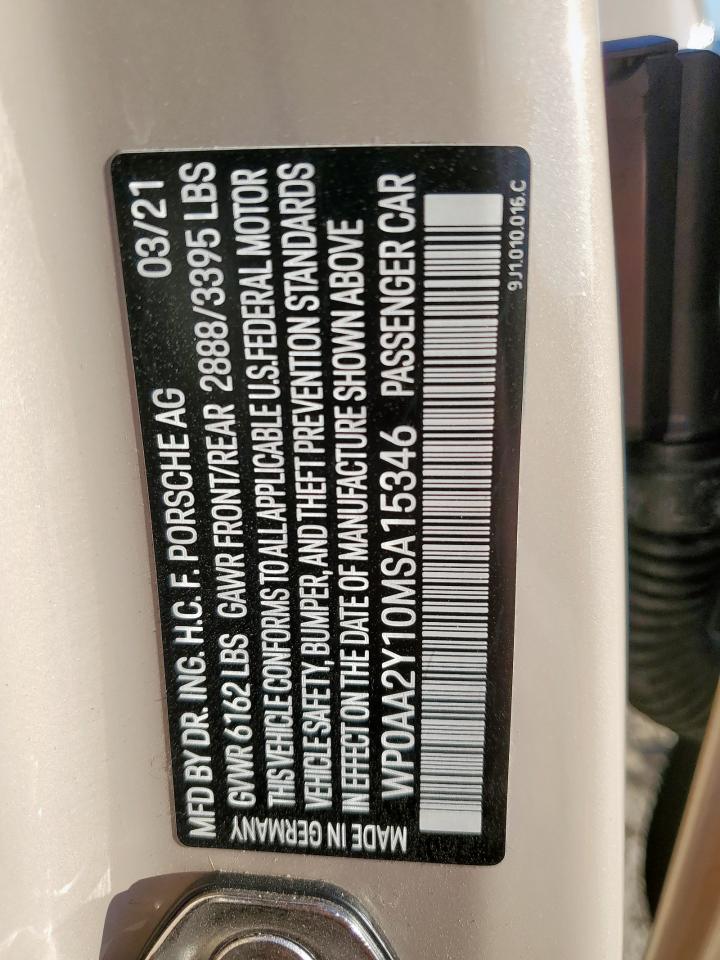 MFD BY DR. ING. H.C. F. PORSCHE AG 03/21
GVWR 6162 LBS GAWR FRONT/REAR 2888/3395 LBS
THIS VEHICLE CONFORMS TO ALL APPLICABLE U.S. FEDERAL MOTOR
VEHICLE SAFETY, BUMPER, AND THEFT PREVENTION STANDARDS
IN EFFECT ON THE DATE OF MANUFACTURE SHOWN ABOVE
MADE IN GERMANY WP0AA2Y10MSA15346 PASSENGER CAR
9J1.010.016.C